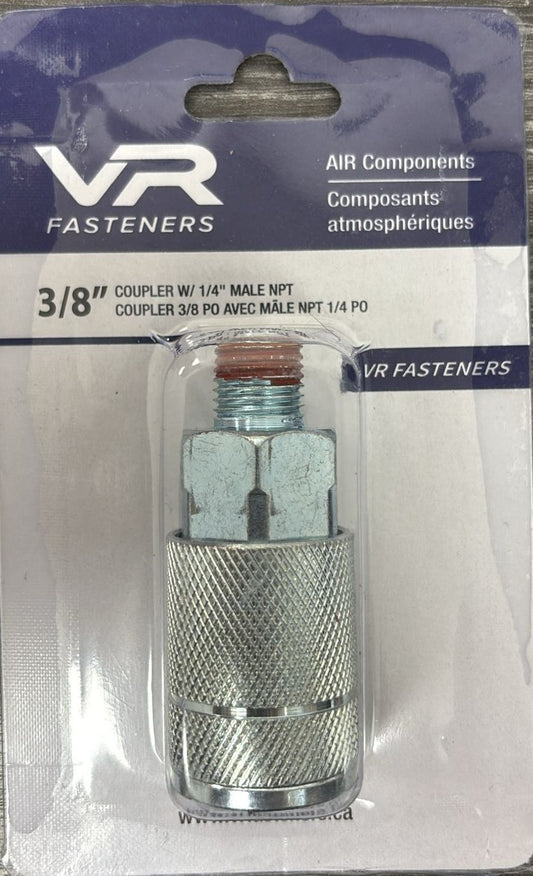 VR
FASTENERS
AIR Components
Composants
atmosphériques
3/8"
COUPLER W/ 1/4" MALE NPT
COUPLER 3/8 PO AVEC MÃLE NPT 1/4 PO
VR FASTENERS